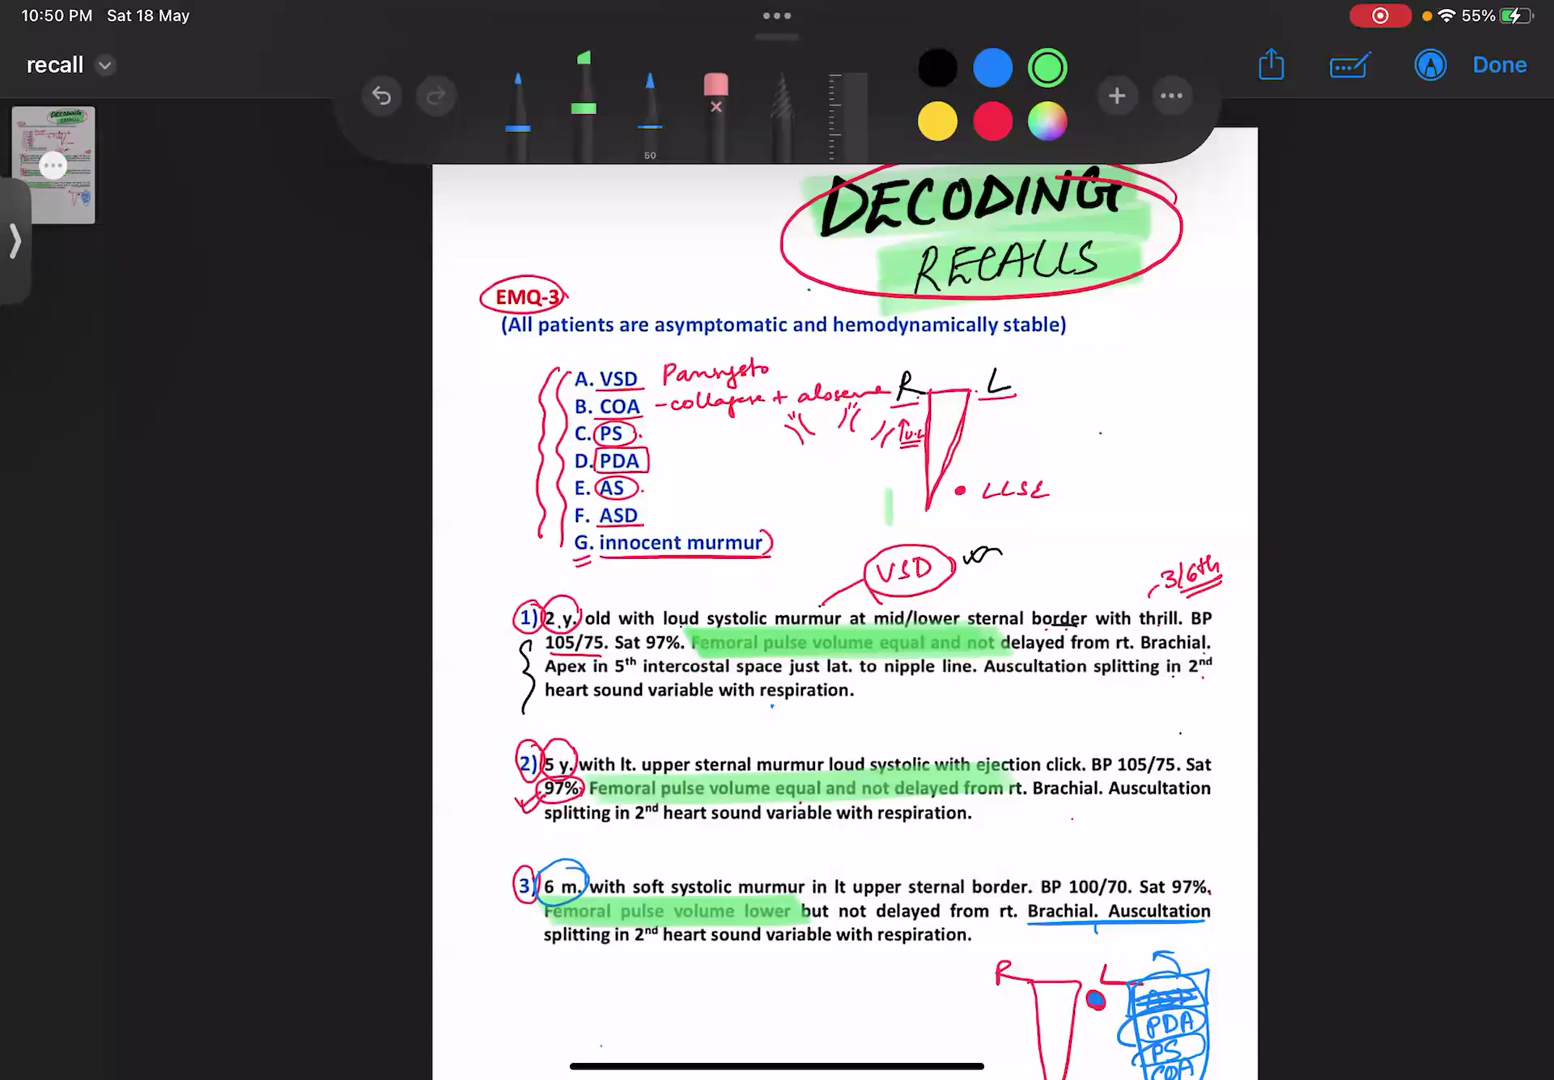 10:50 PM Sat 18 May
55%
recall
Done
50
DECODING
RECALLS
EMQ-3
(All patients are asymptomatic and hemodynamically stable)
A. VSD Pansysto
B. COA - collapse +
C. PS
D. PDA
E. AS
F. ASD
G. innocent murmur
R L
LLSE
VSD
3/6th
1) 2 y. old with loud systolic murmur at mid/lower sternal border with thrill. BP
105/75. Sat 97%. Femoral pulse volume equal and not delayed from rt. Brachial.
Apex in 5th intercostal space just lat. to nipple line. Auscultation splitting in 2nd
heart sound variable with respiration.
2) 5 y. with lt. upper sternal murmur loud systolic with ejection click. BP 105/75. Sat
97%. Femoral pulse volume equal and not delayed from rt. Brachial. Auscultation
splitting in 2nd heart sound variable with respiration.
3) 6 m. with soft systolic murmur in lt upper sternal border. BP 100/70. Sat 97%.
Femoral pulse volume lower but not delayed from rt. Brachial. Auscultation
splitting in 2nd heart sound variable with respiration.
R L
PDA
PS
COA